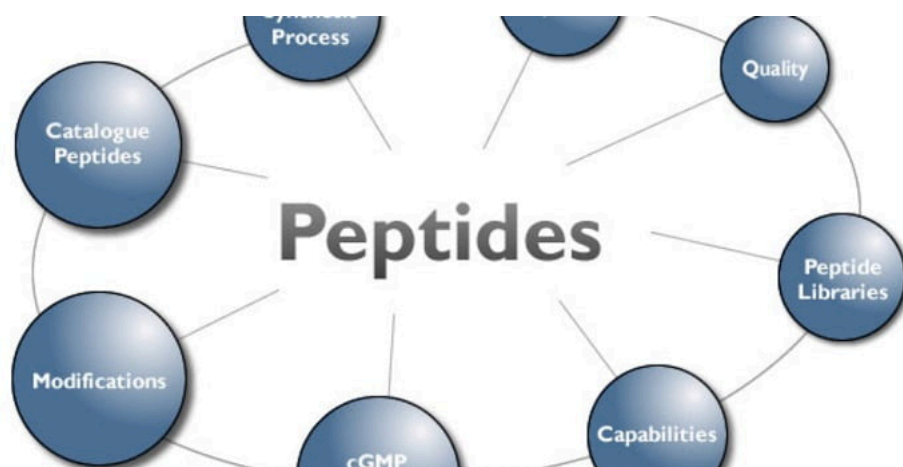 Process
Quality
Catalogue
Peptides
Peptides
Peptide
Libraries
Modifications
Capabilities
cGMP